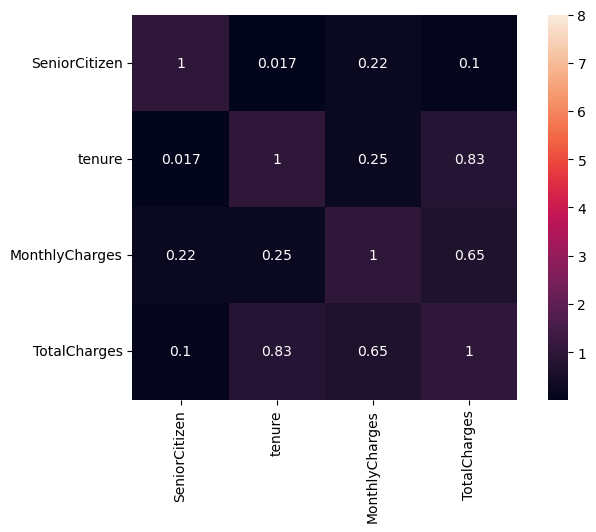 SeniorCitizen 1 0.017 0.22 0.1
tenure 0.017 1 0.25 0.83
MonthlyCharges 0.22 0.25 1 0.65
TotalCharges 0.1 0.83 0.65 1
SeniorCitizen
tenure
MonthlyCharges
TotalCharges
8
7
6
5
4
3
2
1